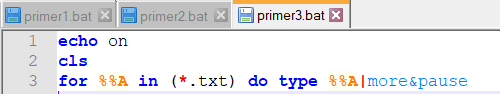 primer1.bat primer2.bat primer3.bat
1 echo on
2 cls
3 for %%A in (*.txt) do type %%A|more&pause